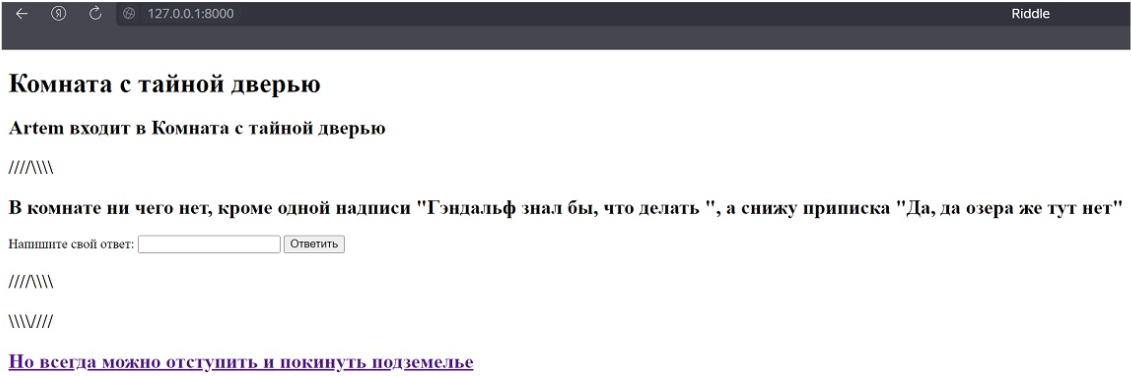 127.0.0.1:8000 Riddle
Комната с тайной дверью
Artem входит в Комната с тайной дверью
////\\\\
В комнате ни чего нет, кроме одной надписи "Гэндальф знал бы, что делать ", а снижу приписка "Да, да озера же тут нет"
Напишите свой ответ: Ответить
////\\\\
\\\\////
Но всегда можно отступить и покинуть подземелье